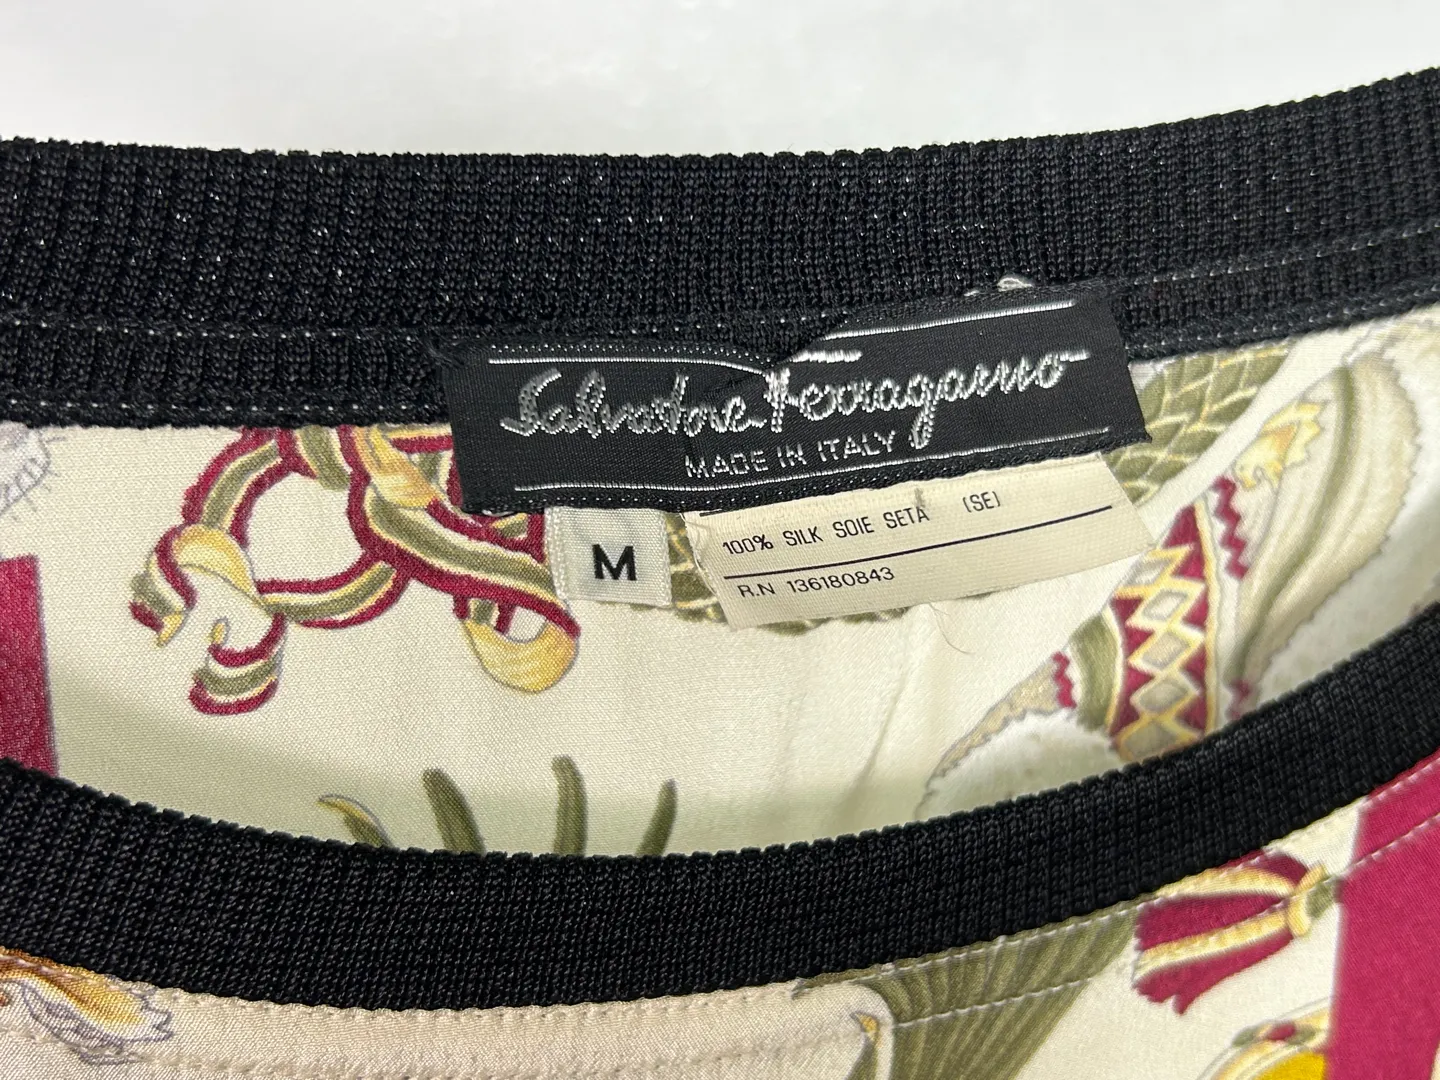 Salvatore Ferragamo
MADE IN ITALY
M
100% SILK SOIE SETA (SE)
R.N 136180843